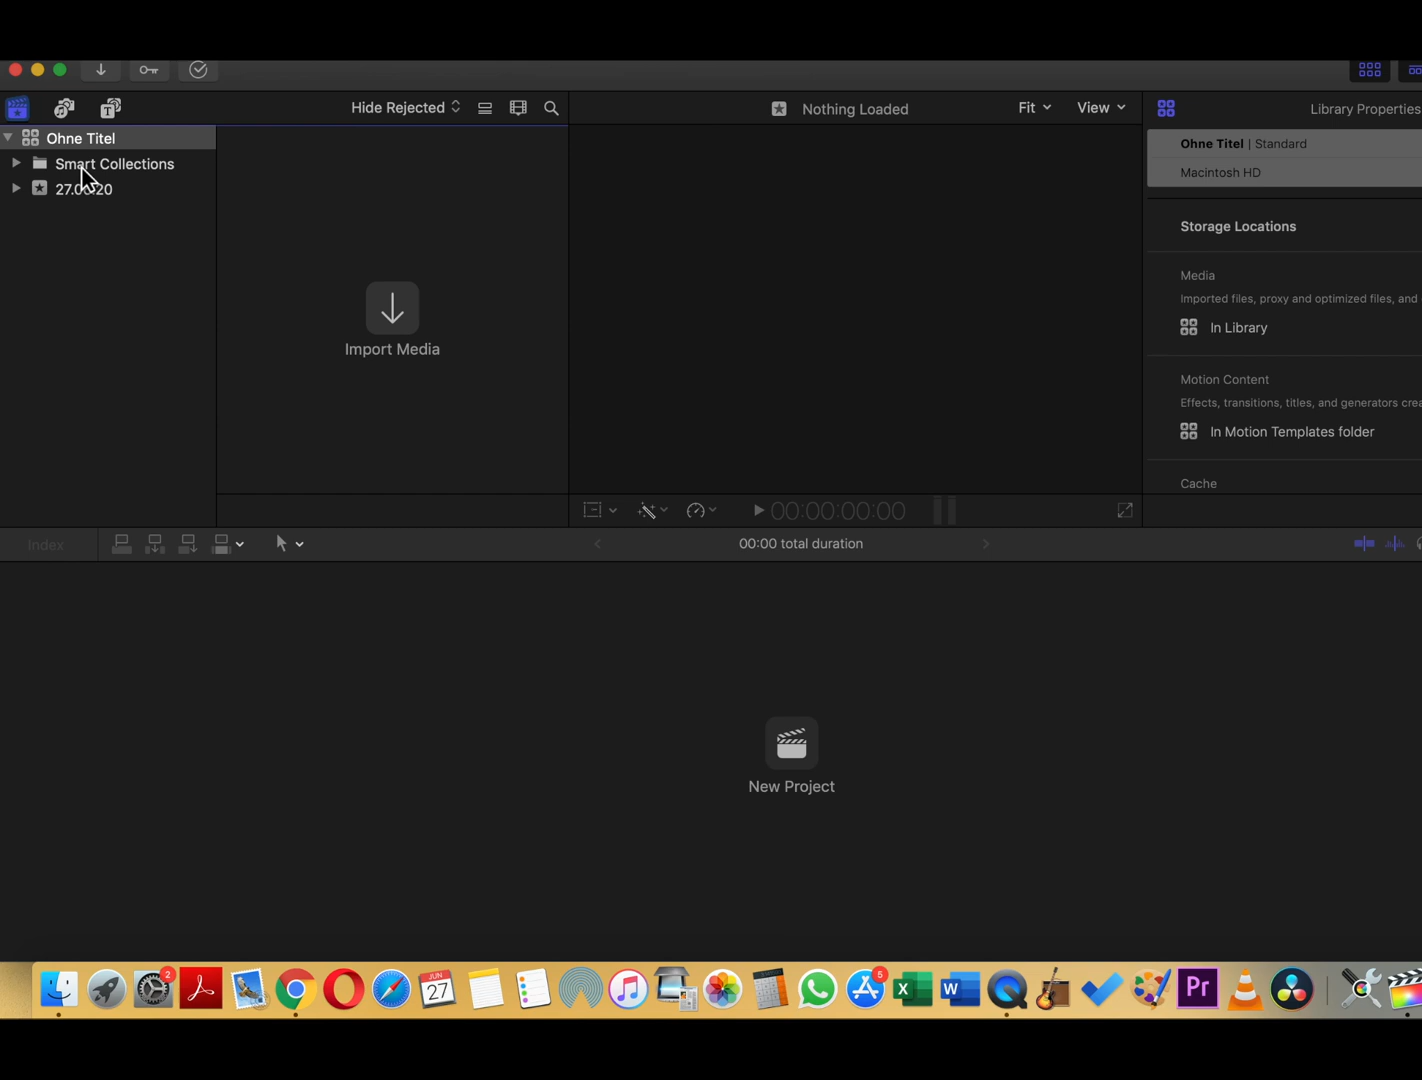 Hide Rejected
Nothing Loaded
Fit
View
Library Properties
Ohne Titel
Smart Collections
Ohne Titel | Standard
Macintosh HD
Storage Locations
Media
Imported files, proxy and optimized files, and
In Library
Import Media
Motion Content
Effects, transitions, titles, and generators crea
In Motion Templates folder
Cache
00:00:00:00
Index
00:00 total duration
New Project
2
JUN
27
5
X
W
Pr